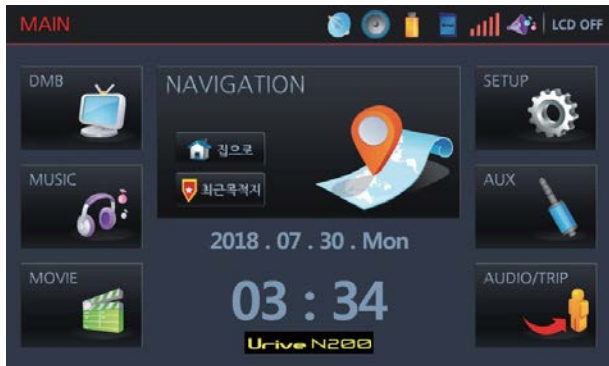 MAIN
LCD OFF
DMB
NAVIGATION
SETUP
집으로
MUSIC
최근목적지
AUX
2018 . 07 . 30 . Mon
MOVIE
03 : 34
AUDIO/TRIP
Urive N200